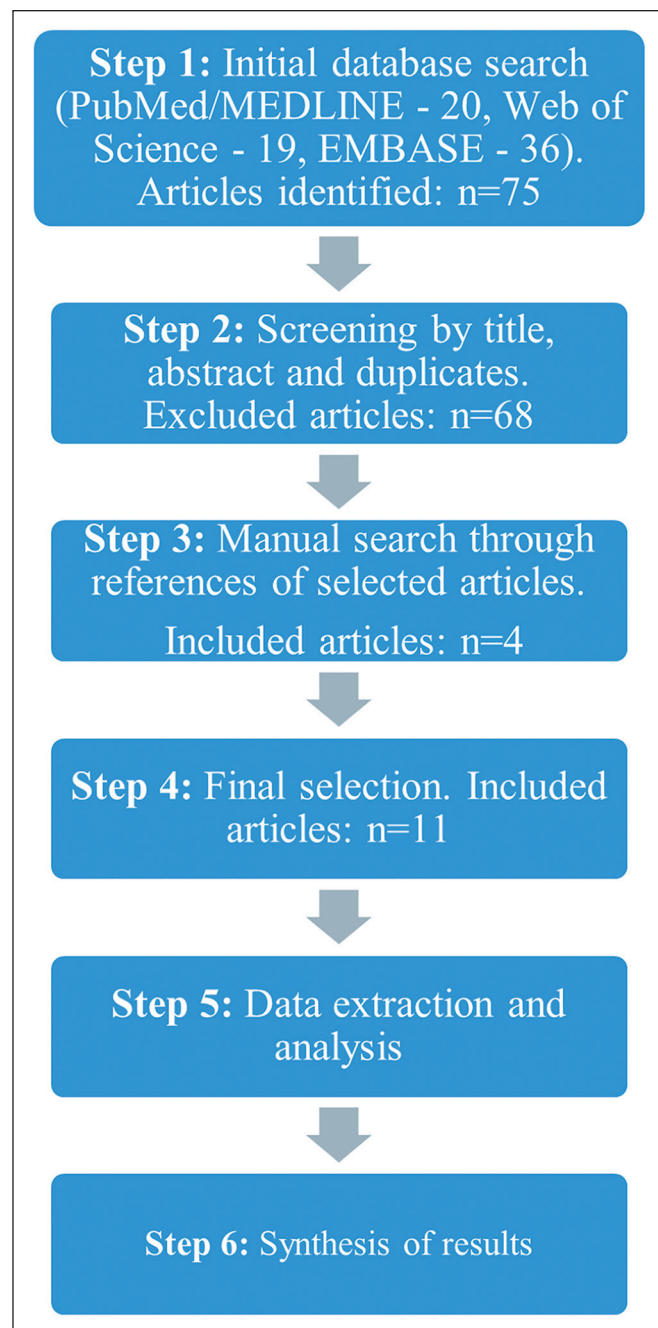 Step 1: Initial database search
(PubMed/MEDLINE - 20, Web of
Science - 19, EMBASE - 36).
Articles identified: n=75
Step 2: Screening by title,
abstract and duplicates.
Excluded articles: n=68
Step 3: Manual search through
references of selected articles.
Included articles: n=4
Step 4: Final selection. Included
articles: n=11
Step 5: Data extraction and
analysis
Step 6: Synthesis of results